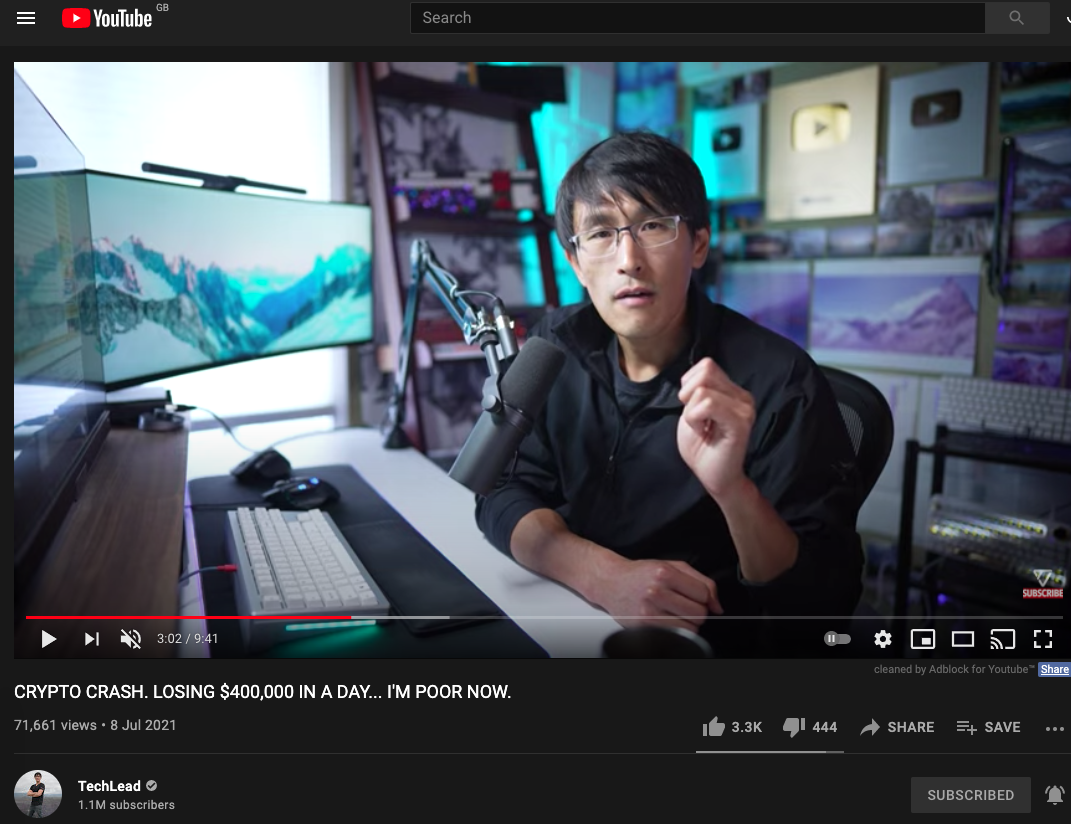 YouTube GB
Search
SUBSCRIBE
3:02 / 9:41
cleaned by Adblock for Youtube™ Share
CRYPTO CRASH. LOSING $400,000 IN A DAY... I'M POOR NOW.
71,661 views • 8 Jul 2021
3.3K 444 SHARE SAVE
TechLead
1.1M subscribers
SUBSCRIBED